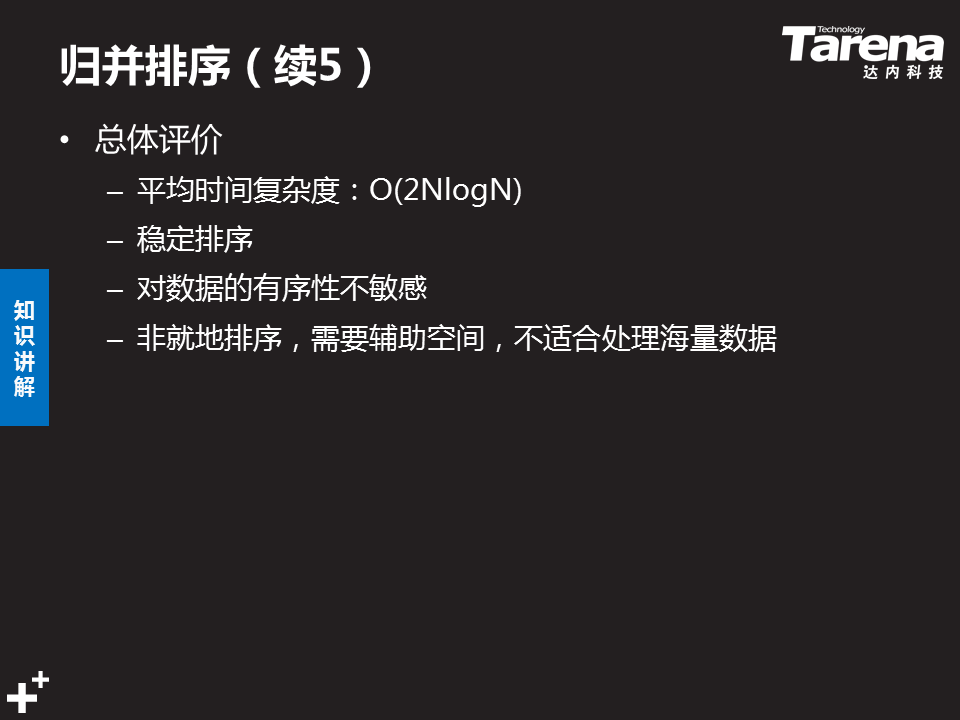 归并排序（续5）
Technology
Tarena
达内科技
• 总体评价
– 平均时间复杂度：O(2NlogN)
– 稳定排序
– 对数据的有序性不敏感
– 非就地排序，需要辅助空间，不适合处理海量数据
知
识
讲
解